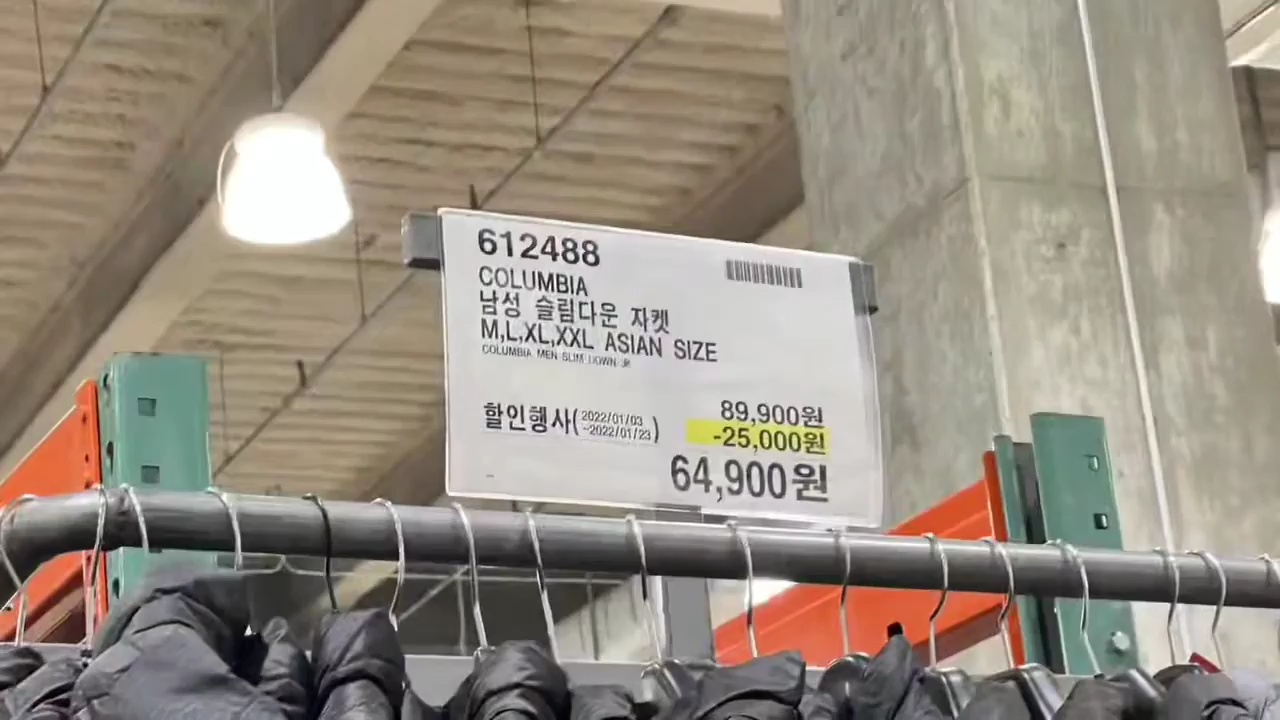 612488
COLUMBIA
남성 슬림다운 자켓
M,L,XL,XXL ASIAN SIZE
COLUMBIA MEN SLIM DOWN JK
89,900원
할인행사(2022/01/03
~2022/01/23)
-25,000원
64,900원